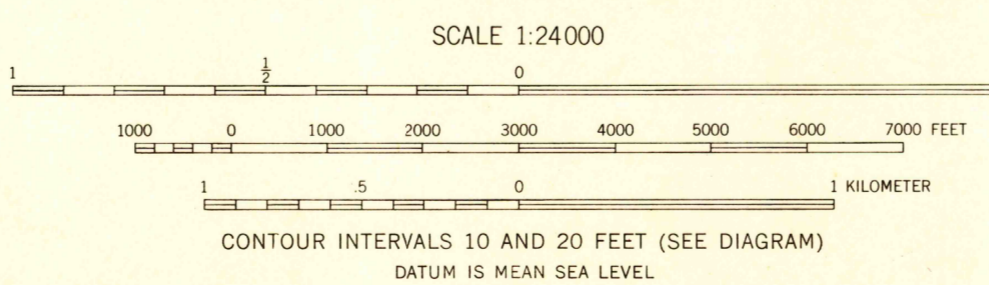 SCALE 1:24000
1 1/2 0
1000 0 1000 2000 3000 4000 5000 6000 7000 FEET
1 .5 0 1 KILOMETER
CONTOUR INTERVALS 10 AND 20 FEET (SEE DIAGRAM)
DATUM IS MEAN SEA LEVEL